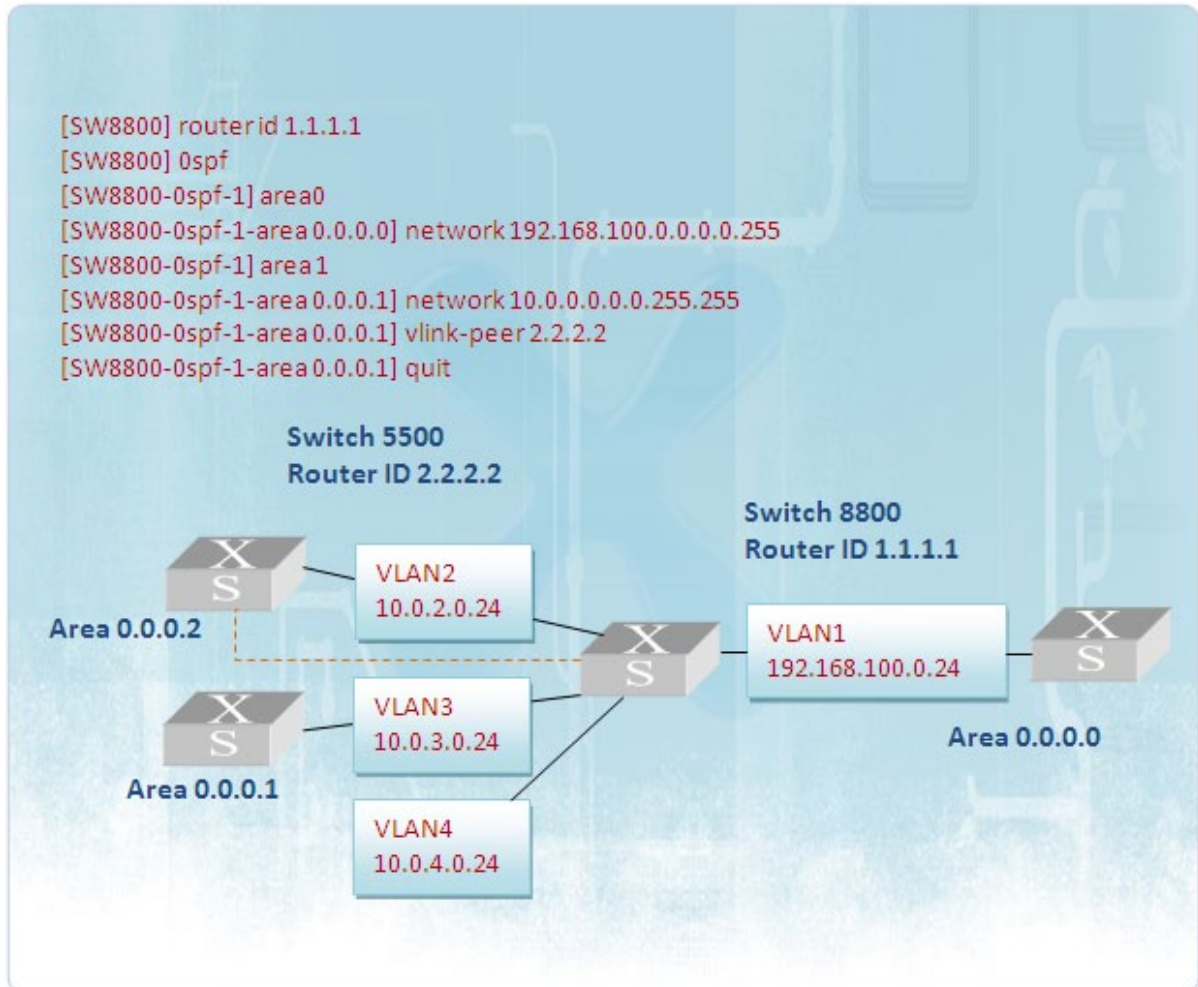 [SW8800] router id 1.1.1.1
[SW8800] 0spf
[SW8800-0spf-1] area0
[SW8800-0spf-1-area 0.0.0.0] network 192.168.100.0.0.0.0.255
[SW8800-0spf-1] area 1
[SW8800-0spf-1-area 0.0.0.1] network 10.0.0.0.0.0.255.255
[SW8800-0spf-1-area 0.0.0.1] vlink-peer 2.2.2.2
[SW8800-0spf-1-area 0.0.0.1] quit
Switch 5500
Router ID 2.2.2.2
Switch 8800
Router ID 1.1.1.1
X
S
Area 0.0.0.2
VLAN2
10.0.2.0.24
X
S
VLAN1
192.168.100.0.24
X
S
Area 0.0.0.0
X
S
Area 0.0.0.1
VLAN3
10.0.3.0.24
VLAN4
10.0.4.0.24